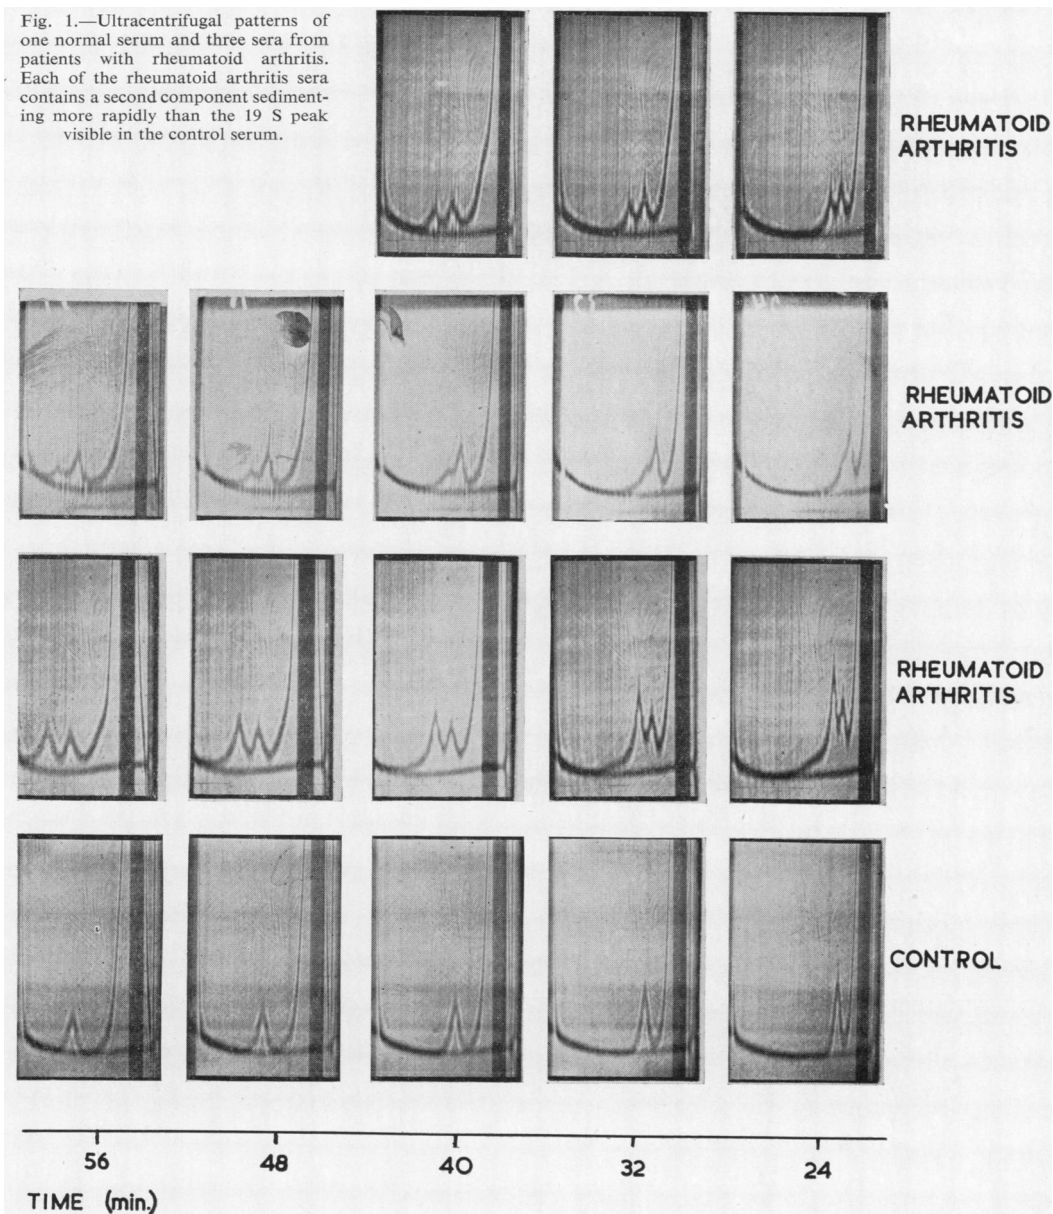 Fig. 1.—Ultracentrifugal patterns of
one normal serum and three sera from
patients with rheumatoid arthritis.
Each of the rheumatoid arthritis sera
contains a second component sediment-
ing more rapidly than the 19 S peak
visible in the control serum.
RHEUMATOID
ARTHRITIS
RHEUMATOID
ARTHRITIS
RHEUMATOID
ARTHRITIS
CONTROL
56 48 40 32 24
TIME (min.)